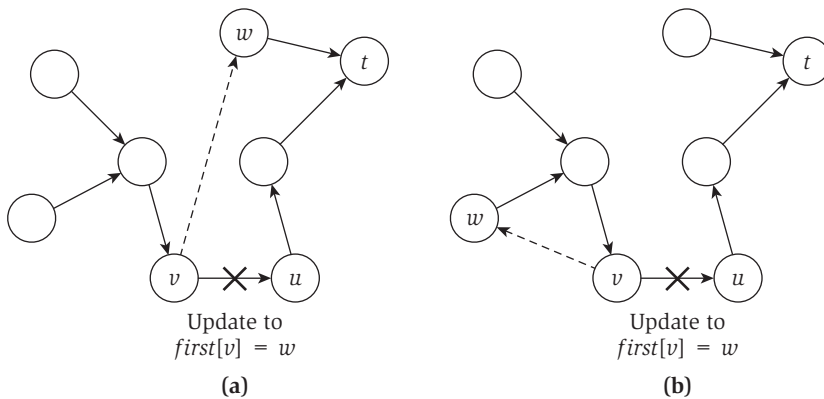 w
t
v
u
Update to
first[v] = w
(a)
t
w
v
u
Update to
first[v] = w
(b)